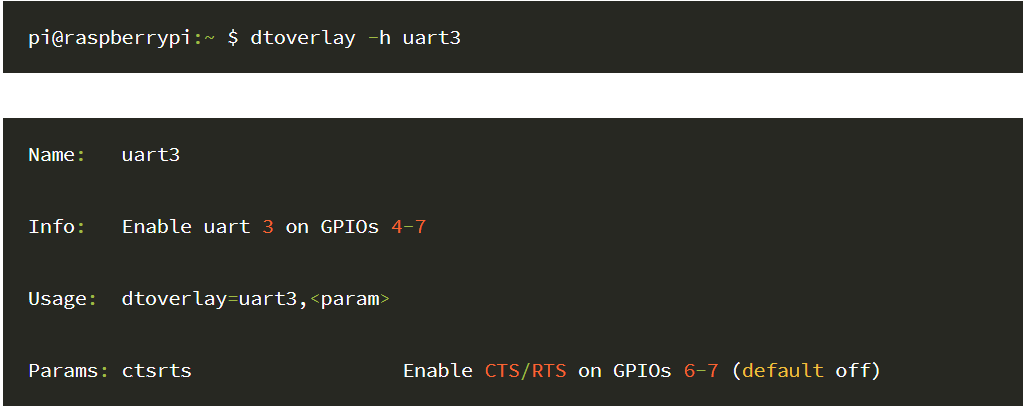 pi@raspberrypi:~ $ dtoverlay -h uart3
Name:   uart3
Info:   Enable uart 3 on GPIOs 4-7
Usage:  dtoverlay=uart3,<param>
Params: ctsrts                  Enable CTS/RTS on GPIOs 6-7 (default off)